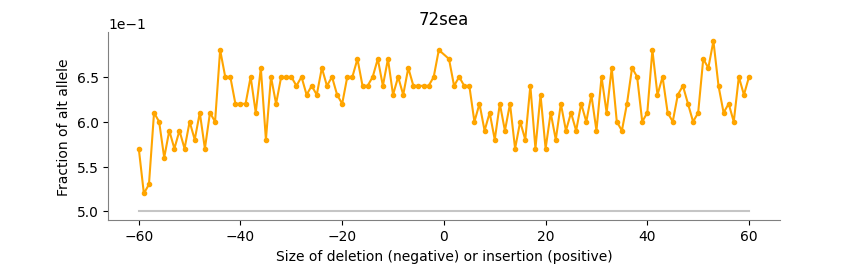 72sea
1e−1
Fraction of alt allele
6.5
6.0
5.5
5.0
−60 −40 −20 0 20 40 60
Size of deletion (negative) or insertion (positive)